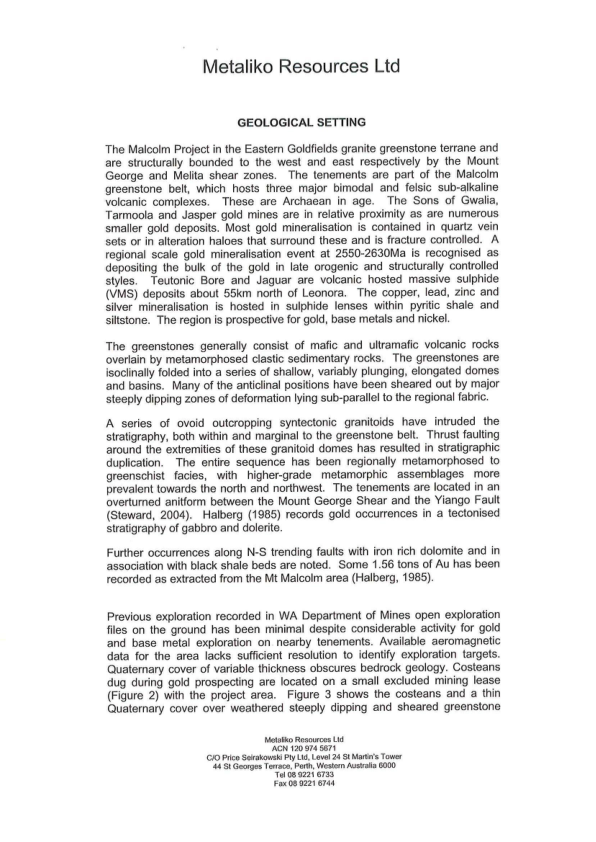 Metaliko Resources Ltd
GEOLOGICAL SETTING
The Malcolm Project in the Eastern Goldfields granite greenstone terrane and
are structurally bounded to the west and east respectively by the Mount
George and Melita shear zones. The tenements are part of the Malcolm
greenstone belt, which hosts three major bimodal and felsic sub-alkaline
volcanic complexes. These are Archaean in age. The Sons of Gwalia,
Tarmoola and Jasper gold mines are in relative proximity as are numerous
smaller gold deposits. Most gold mineralisation is contained in quartz vein
sets or in alteration haloes that surround these and is fracture controlled. A
regional scale gold mineralisation event at 2550-2630Ma is recognised as
depositing the bulk of the gold in late orogenic and structurally controlled
styles. Teutonic Bore and Jaguar are volcanic hosted massive sulphide
(VMS) deposits about 55km north of Leonora. The copper, lead, zinc and
silver mineralisation is hosted in sulphide lenses within pyritic shale and
siltstone. The region is prospective for gold, base metals and nickel.
The greenstones generally consist of mafic and ultramafic volcanic rocks
overlain by metamorphosed clastic sedimentary rocks. The greenstones are
isoclinally folded into a series of shallow, variably plunging, elongated domes
and basins. Many of the anticlinal positions have been sheared out by major
steeply dipping zones of deformation lying sub-parallel to the regional fabric.
A series of ovoid outcropping syntectonic granitoids have intruded the
stratigraphy, both within and marginal to the greenstone belt. Thrust faulting
around the extremities of these granitoid domes has resulted in stratigraphic
duplication. The entire sequence has been regionally metamorphosed to
greenschist facies, with higher-grade metamorphic assemblages more
prevalent towards the north and northwest. The tenements are located in an
overturned anitform between the Mount George Shear and the Yiango Fault
(Steward, 2004). Halberg (1985) records gold occurrences in a tectonised
stratigraphy of gabbro and dolerite.
Further occurrences along N-S trending faults with iron rich dolomite and in
association with black shale beds are noted. Some 1.56 tons of Au has been
recorded as extracted from the Mt Malcolm area (Halberg, 1985).
Previous exploration recorded in WA Department of Mines open exploration
files on the ground has been minimal despite considerable activity for gold
and base metal exploration on nearby tenements. Available aeromagnetic
data for the area lacks sufficient resolution to identify exploration targets.
Quaternary cover of variable thickness obscures bedrock geology. Costeans
dug during gold prospecting are located on a small excluded mining lease
(Figure 2) with the project area. Figure 3 shows the costeans and a thin
Quaternary cover over weathered steeply dipping and sheared greenstone
Metaliko Resources Ltd
ACN 120 974 5671
C/O Price Seirakowski Pty Ltd, Level 24 St Martin's Tower
44 St Georges Terrace, Perth, Western Australia 6000
Tel 08 9221 6733
Fax 08 9221 6744